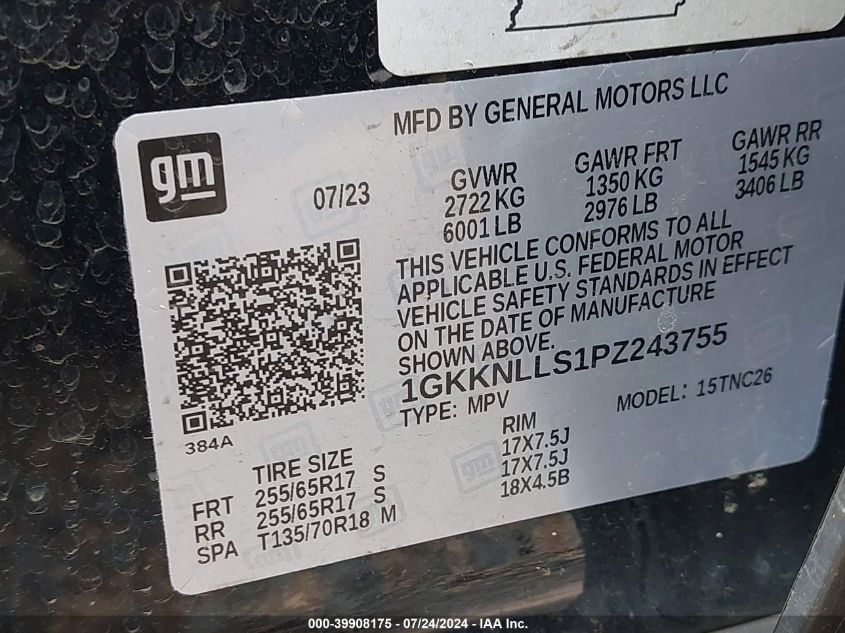 MFD BY GENERAL MOTORS LLC
gm
07/23
GVWR GAWR FRT GAWR RR
2722 KG 1350 KG 1545 KG
6001 LB 2976 LB 3406 LB
THIS VEHICLE CONFORMS TO ALL
APPLICABLE U.S. FEDERAL MOTOR
VEHICLE SAFETY STANDARDS IN EFFECT
ON THE DATE OF MANUFACTURE
SHOWN ABOVE.
1GKKNLLS1PZ243755
TYPE: MPV MODEL: 15TNC26
384A
TIRE SIZE RIM
FRT 255/65R17 S 17X7.5J
RR 255/65R17 S 17X7.5J
SPA T135/70R18 M 18X4.5B
000-39908175 - 07/24/2024 - IAA Inc.